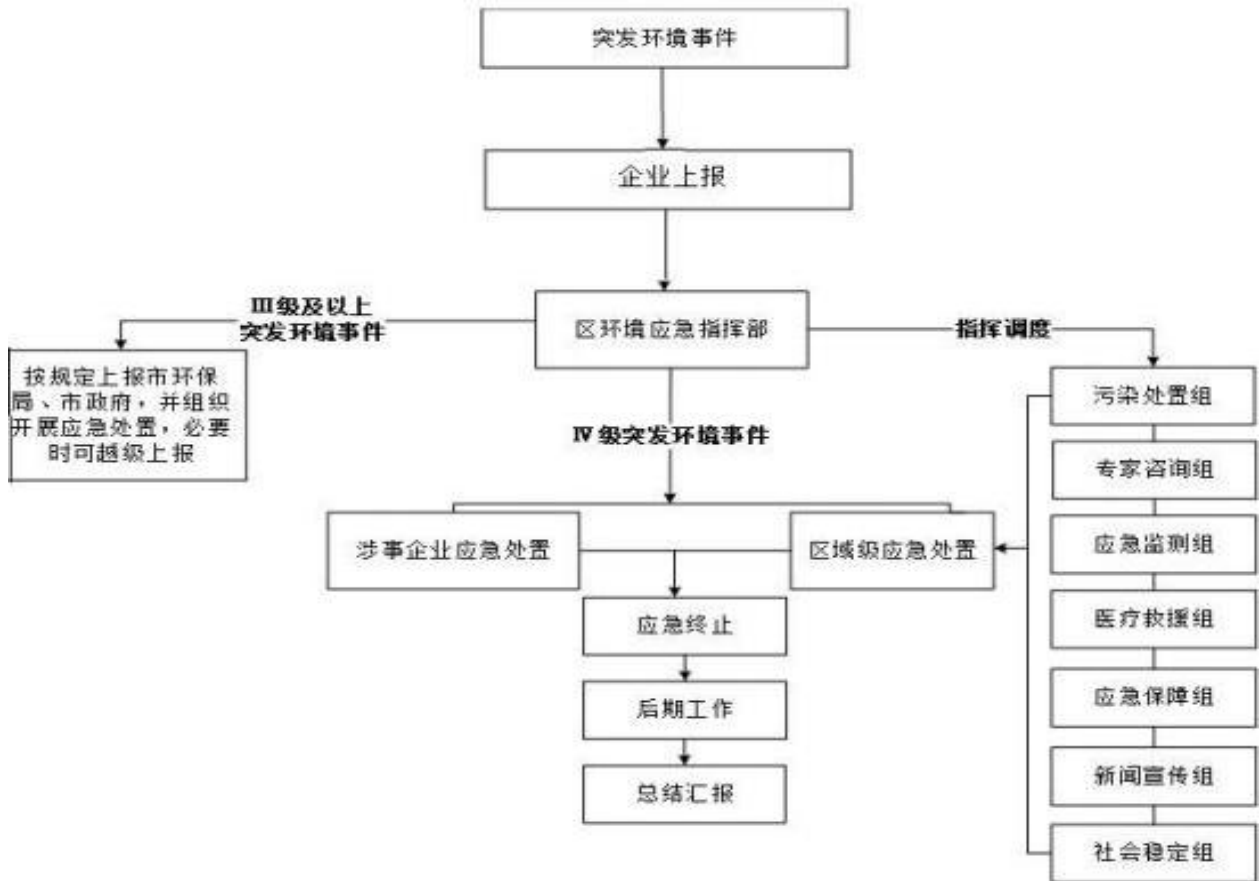 突发环境事件
企业上报
III级及以上
突发环境事件
区环境应急指挥部
指挥调度
按规定上报市环保
局、市政府，并组织
开展应急处置，必要
时可越级上报
IV级突发环境事件
污染处置组
专家咨询组
涉事企业应急处置
区域级应急处置
应急监测组
应急终止
医疗救援组
后期工作
应急保障组
总结汇报
新闻宣传组
社会稳定组